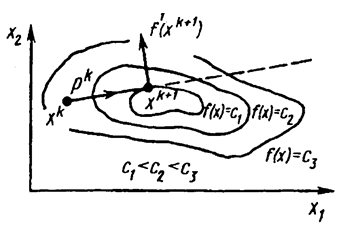 x₂
f'(x^{k+1})
p^k
x^k
x^{k+1}
f(x)=c₁
f(x)=c₂
f(x)=c₃
c₁<c₂<c₃
x₁